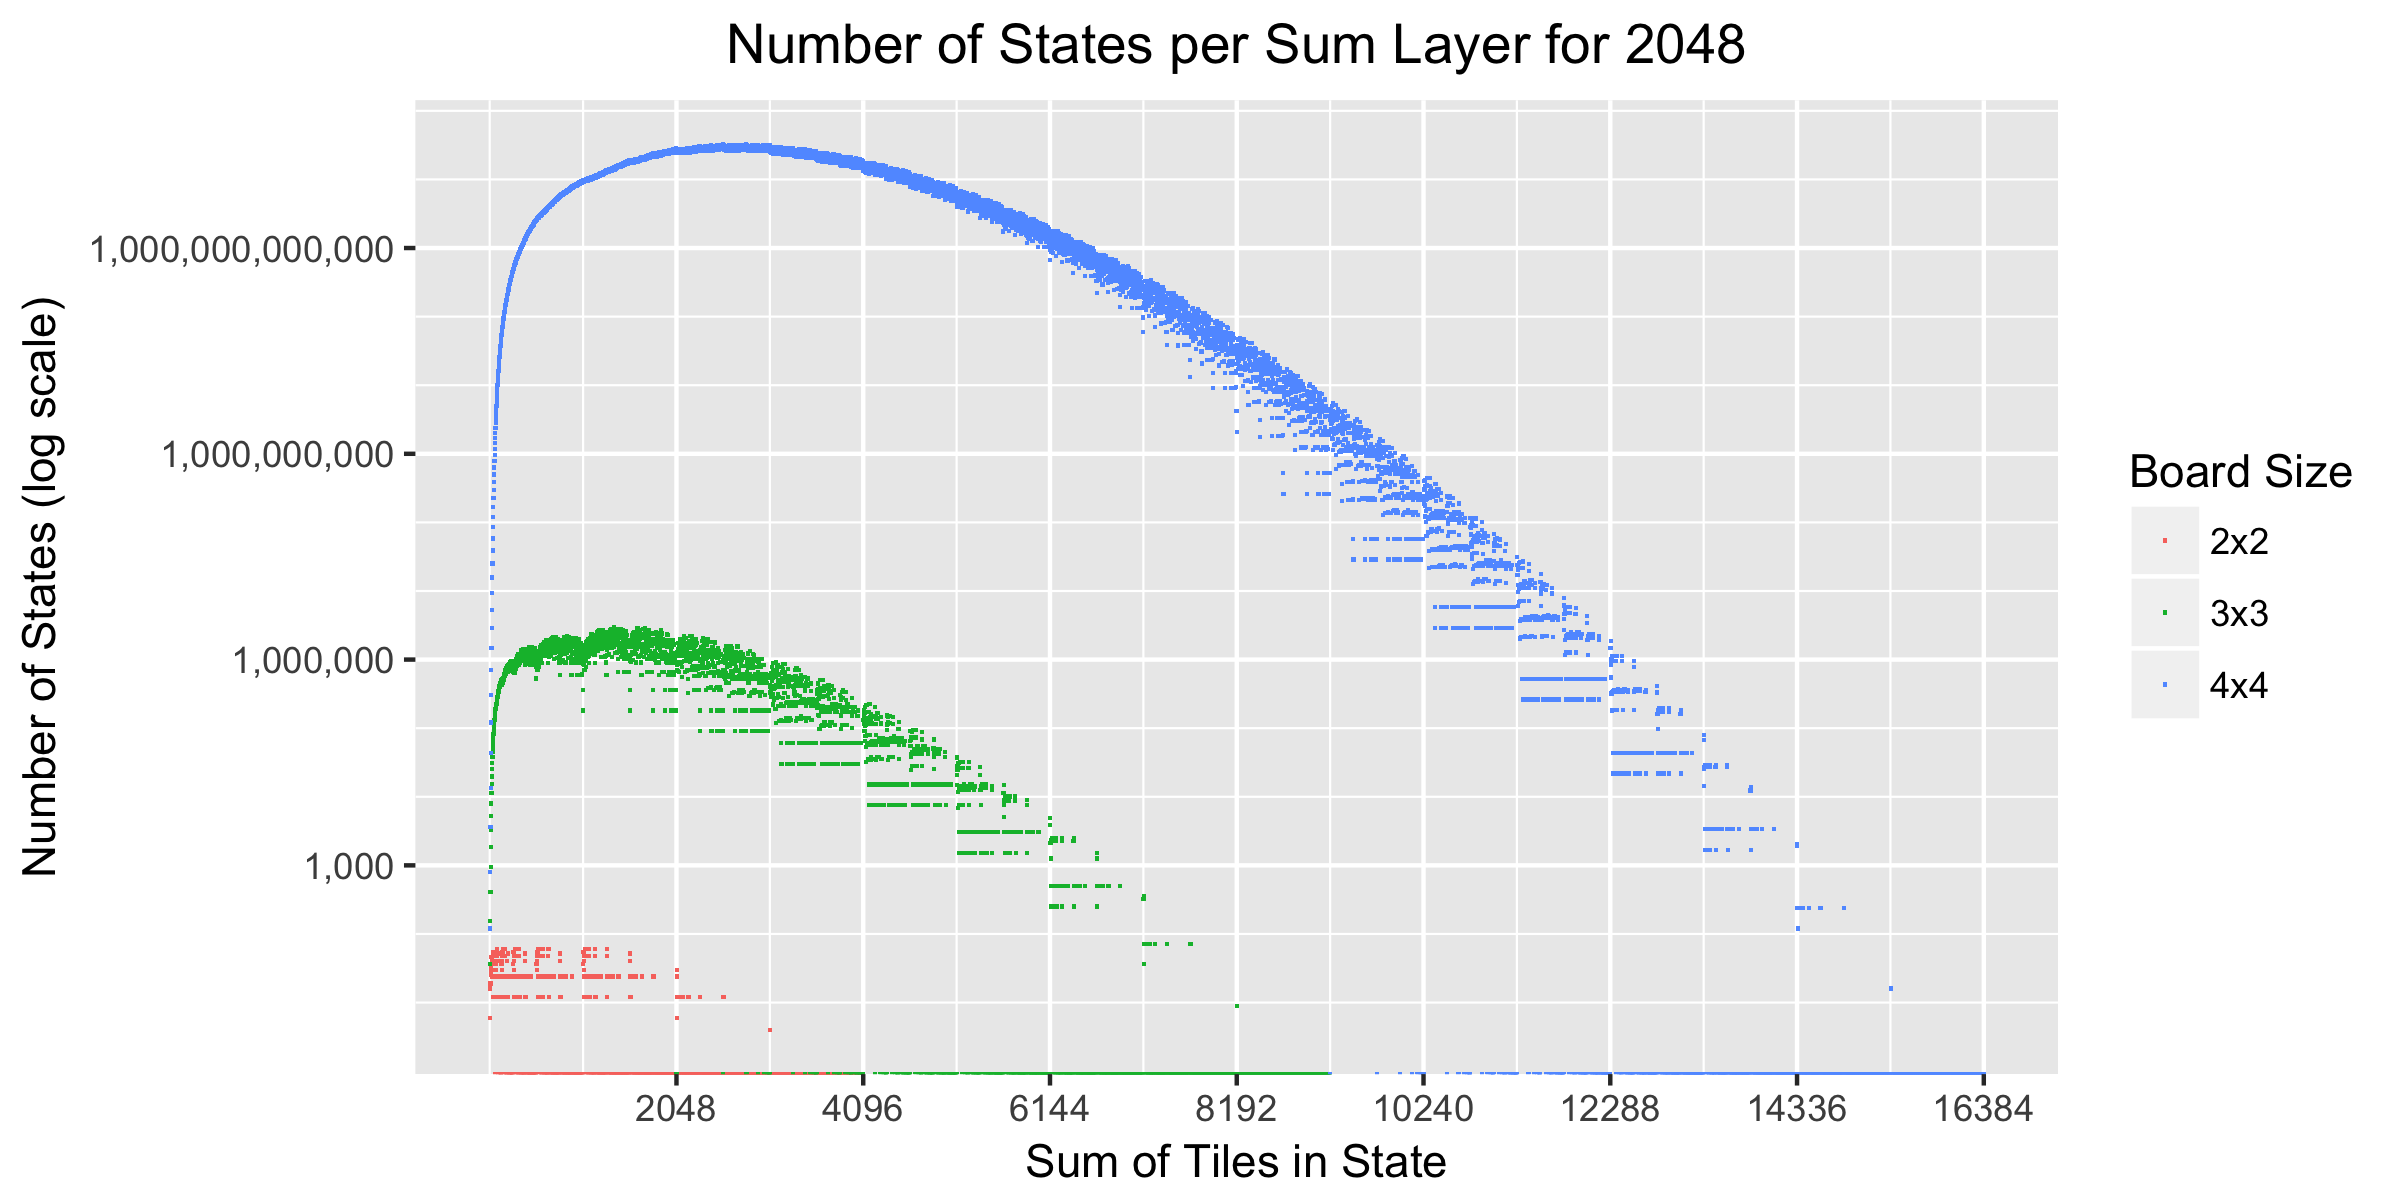 Number of States per Sum Layer for 2048
Number of States (log scale)
1,000,000,000,000
1,000,000,000
1,000,000
1,000
2048 4096 6144 8192 10240 12288 14336 16384
Sum of Tiles in State
Board Size
2x2
3x3
4x4